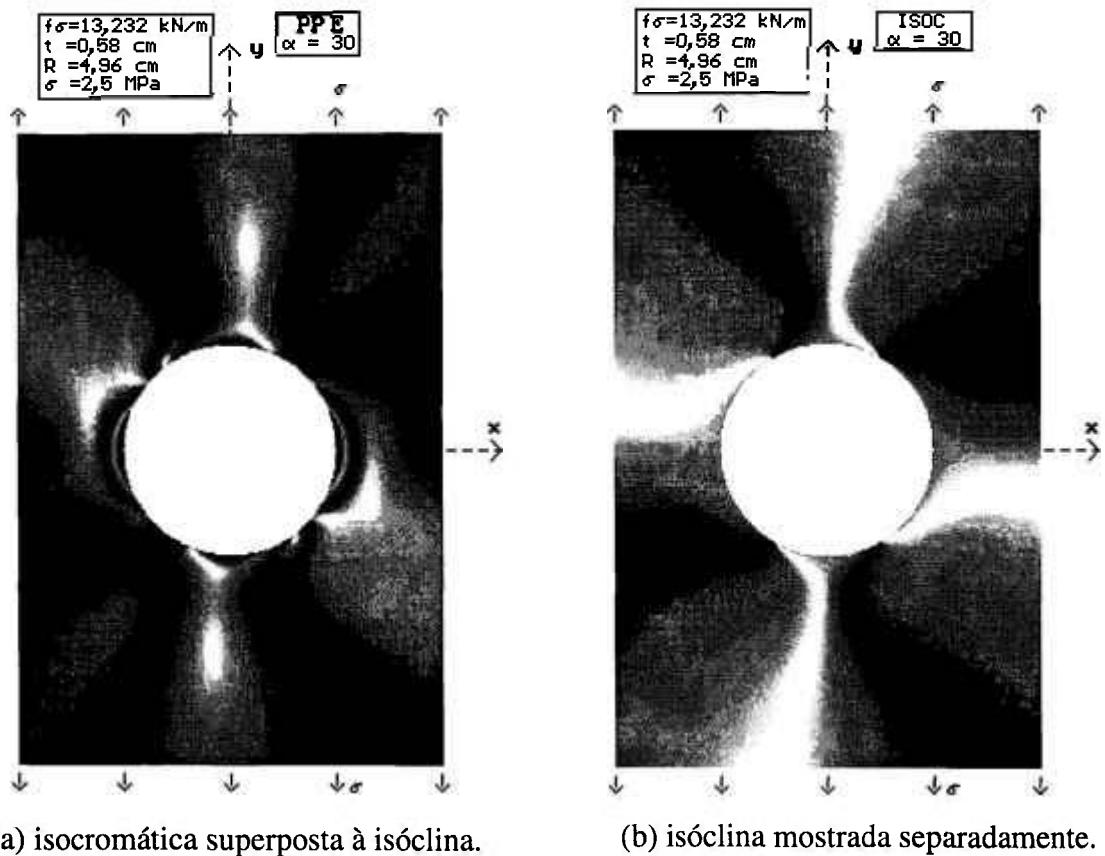 fσ=13,232 kN/m
t =0,58 cm
R =4,96 cm
σ =2,5 MPa
PPE
α = 30
y
σ
x
σ
a) isocromática superposta à isóclina.
fσ=13,232 kN/m
t =0,58 cm
R =4,96 cm
σ =2,5 MPa
ISOC
α = 30
y
σ
x
σ
(b) isóclina mostrada separadamente.